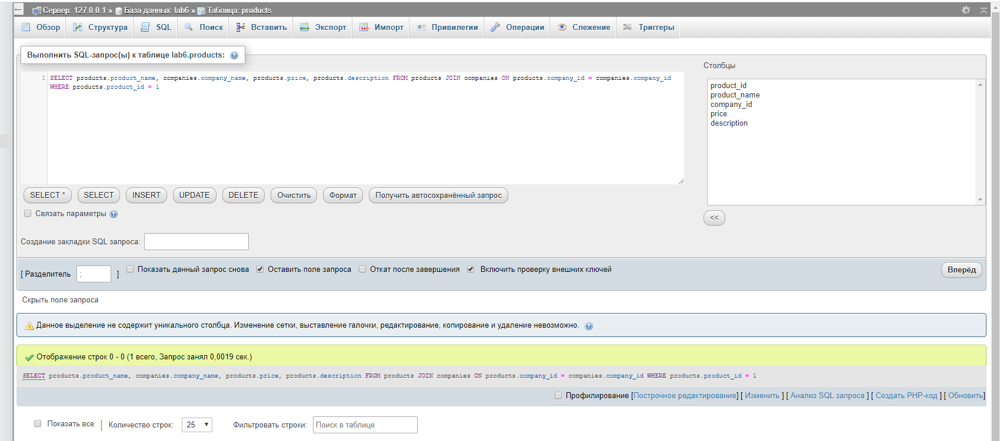 Сервер: 127.0.0.1 » База данных: lab6 » Таблица: products
Обзор Структура SQL Поиск Вставить Экспорт Импорт Привилегии Операции Слежение Триггеры
Выполнить SQL-запрос(ы) к таблице lab6.products:
Столбцы
1 SELECT products.product_name, companies.company_name, products.price, products.description FROM products JOIN companies ON products.company_id = companies.company_id
WHERE products.product_id = 1
product_id
product_name
company_id
price
description
SELECT * SELECT INSERT UPDATE DELETE Очистить Формат Получить автосохранённый запрос
Связать параметры
<<
Создание закладки SQL запроса:
[ Разделитель ; ] Показать данный запрос снова Оставить поле запроса Откат после завершения Включить проверку внешних ключей Вперёд
Скрыть поле запроса
Данное выделение не содержит уникального столбца. Изменение сетки, выставление галочки, редактирование, копирование и удаление невозможно.
Отображение строк 0 - 0 (1 всего, Запрос занял 0,0019 сек.)
SELECT products.product_name, companies.company_name, products.price, products.description FROM products JOIN companies ON products.company_id = companies.company_id WHERE products.product_id = 1
Профилирование [Построчное редактирование] [ Изменить ] [ Анализ SQL запроса ] [ Создать PHP-код ] [ Обновить]
Показать все | Количество строк: 25 Фильтровать строки: Поиск в таблице